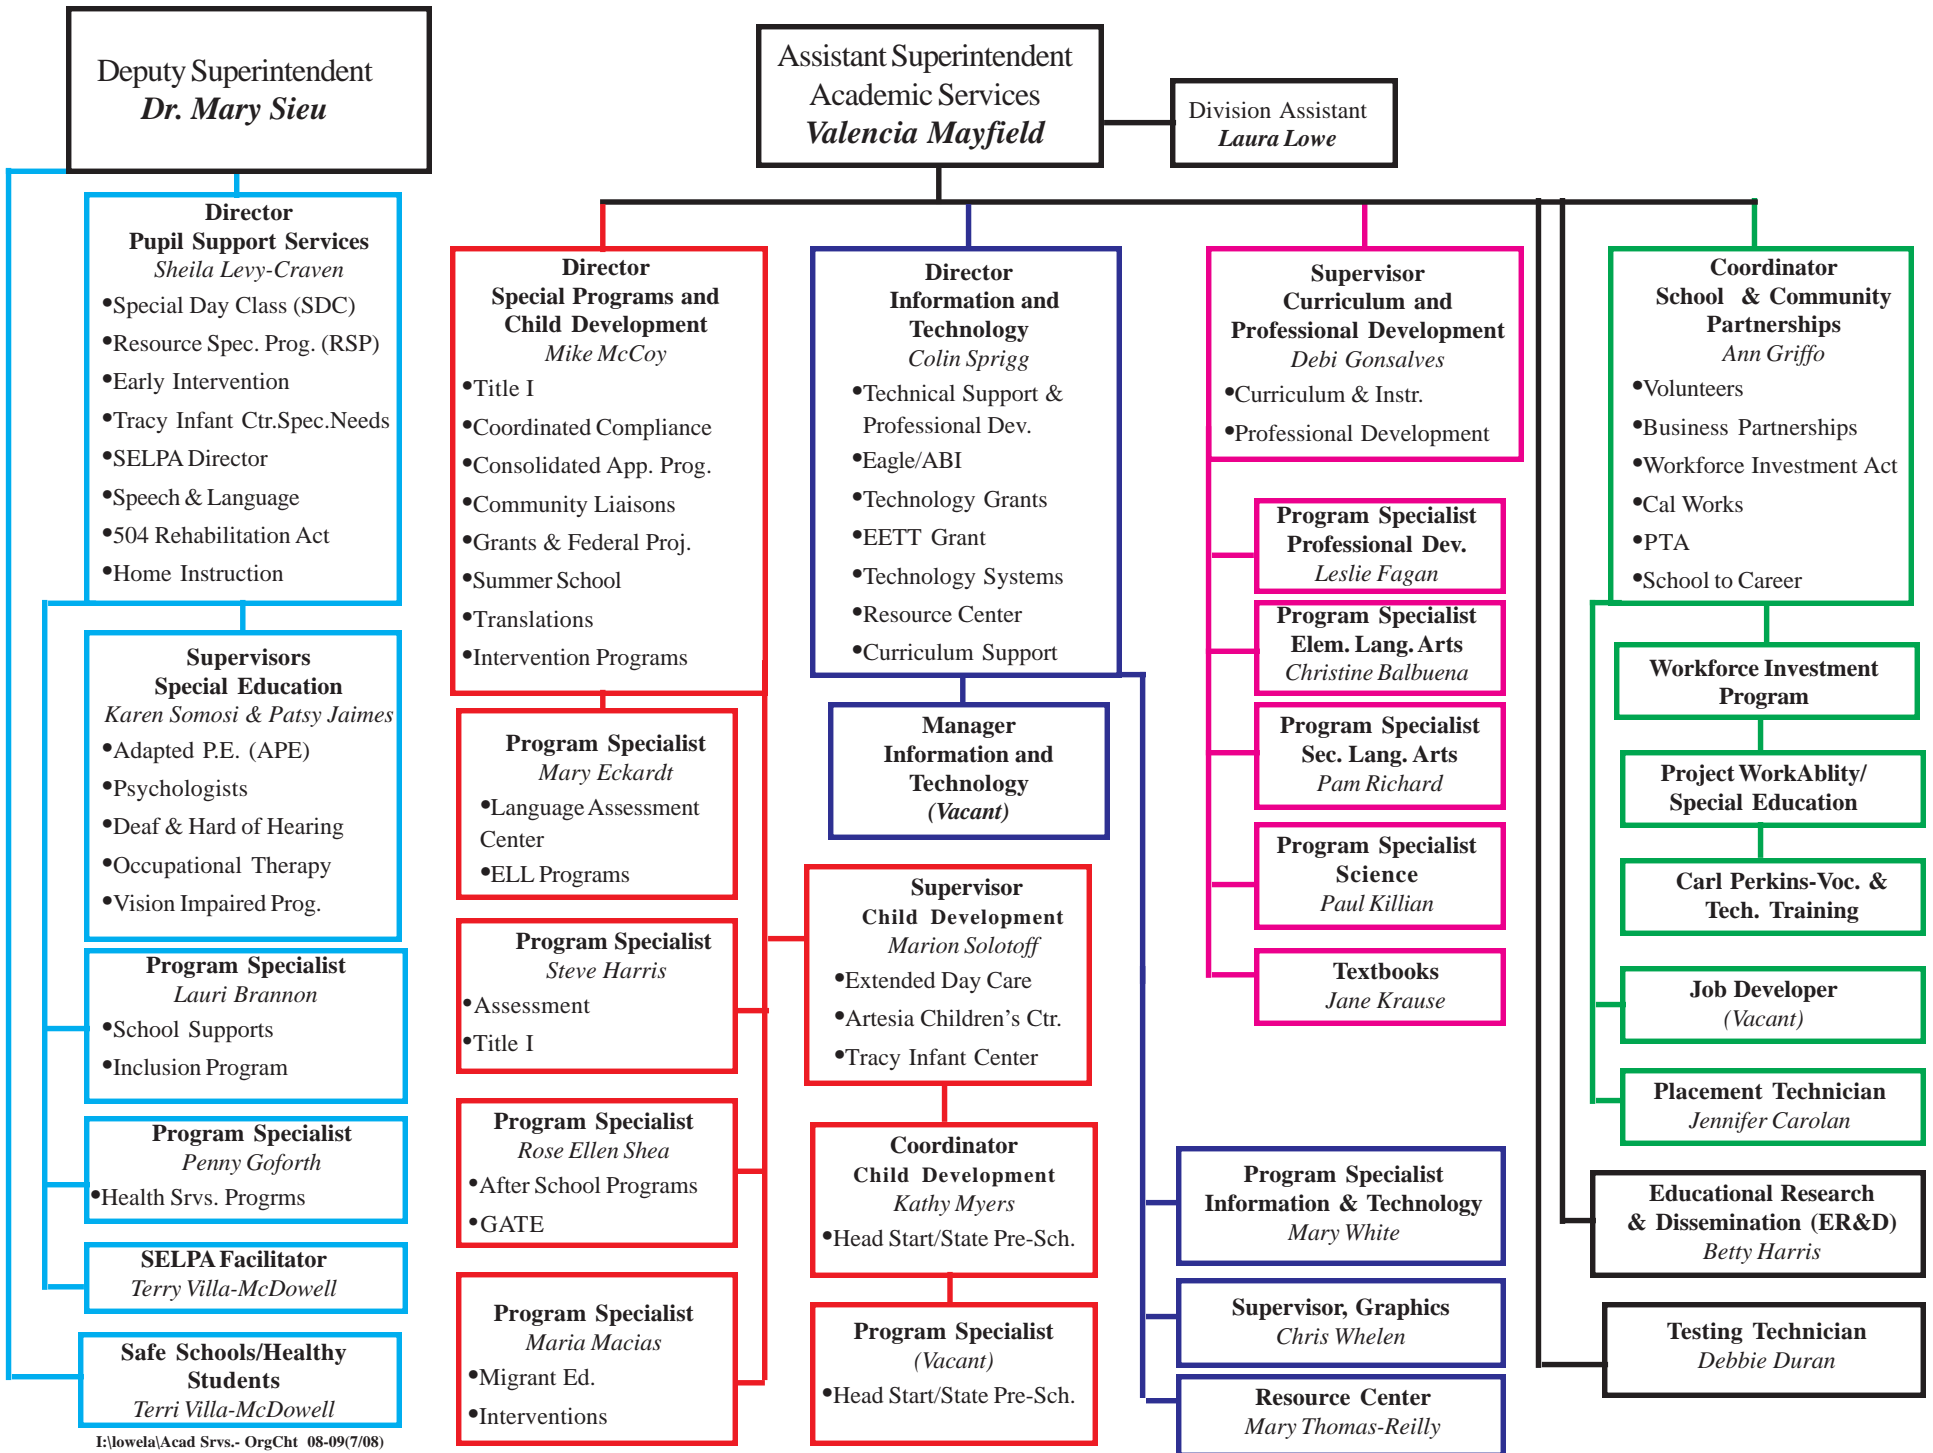 Deputy Superintendent
Dr. Mary Sieu
Assistant Superintendent
Academic Services
Valencia Mayfield
Division Assistant
Laura Lowe
Director
Pupil Support Services
Sheila Levy-Craven
•Special Day Class (SDC)
•Resource Spec. Prog. (RSP)
•Early Intervention
•Tracy Infant Ctr.Spec.Needs
•SELPA Director
•Speech & Language
•504 Rehabilitation Act
•Home Instruction
Supervisors
Special Education
Karen Somosi & Patsy Jaimes
•Adapted P.E. (APE)
•Psychologists
•Deaf & Hard of Hearing
•Occupational Therapy
•Vision Impaired Prog.
Program Specialist
Lauri Brannon
•School Supports
•Inclusion Program
Program Specialist
Penny Goforth
•Health Srvs. Progrms
SELPA Facilitator
Terry Villa-McDowell
Safe Schools/Healthy
Students
Terri Villa-McDowell
I:\lowela\Acad Srvs.- OrgCht 08-09(7/08)
Director
Special Programs and
Child Development
Mike McCoy
•Title I
•Coordinated Compliance
•Consolidated App. Prog.
•Community Liaisons
•Grants & Federal Proj.
•Summer School
•Translations
•Intervention Programs
Program Specialist
Mary Eckardt
•Language Assessment
Center
•ELL Programs
Program Specialist
Steve Harris
•Assessment
•Title I
Program Specialist
Rose Ellen Shea
•After School Programs
•GATE
Program Specialist
Maria Macias
•Migrant Ed.
•Interventions
Director
Information and
Technology
Colin Sprigg
•Technical Support &
Professional Dev.
•Eagle/ABI
•Technology Grants
•EETT Grant
•Technology Systems
•Resource Center
•Curriculum Support
Manager
Information and
Technology
(Vacant)
Supervisor
Child Development
Marion Solotoff
•Extended Day Care
•Artesia Children's Ctr.
•Tracy Infant Center
Coordinator
Child Development
Kathy Myers
•Head Start/State Pre-Sch.
Program Specialist
(Vacant)
•Head Start/State Pre-Sch.
Supervisor
Curriculum and
Professional Development
Debi Gonsalves
•Curriculum & Instr.
•Professional Development
Program Specialist
Professional Dev.
Leslie Fagan
Program Specialist
Elem. Lang. Arts
Christine Balbuena
Program Specialist
Sec. Lang. Arts
Pam Richard
Program Specialist
Science
Paul Killian
Textbooks
Jane Krause
Program Specialist
Information & Technology
Mary White
Supervisor, Graphics
Chris Whelen
Resource Center
Mary Thomas-Reilly
Coordinator
School & Community
Partnerships
Ann Griffo
•Volunteers
•Business Partnerships
•Workforce Investment Act
•Cal Works
•PTA
•School to Career
Workforce Investment
Program
Project WorkAblity/
Special Education
Carl Perkins-Voc. &
Tech. Training
Job Developer
(Vacant)
Placement Technician
Jennifer Carolan
Educational Research
& Dissemination (ER&D)
Betty Harris
Testing Technician
Debbie Duran